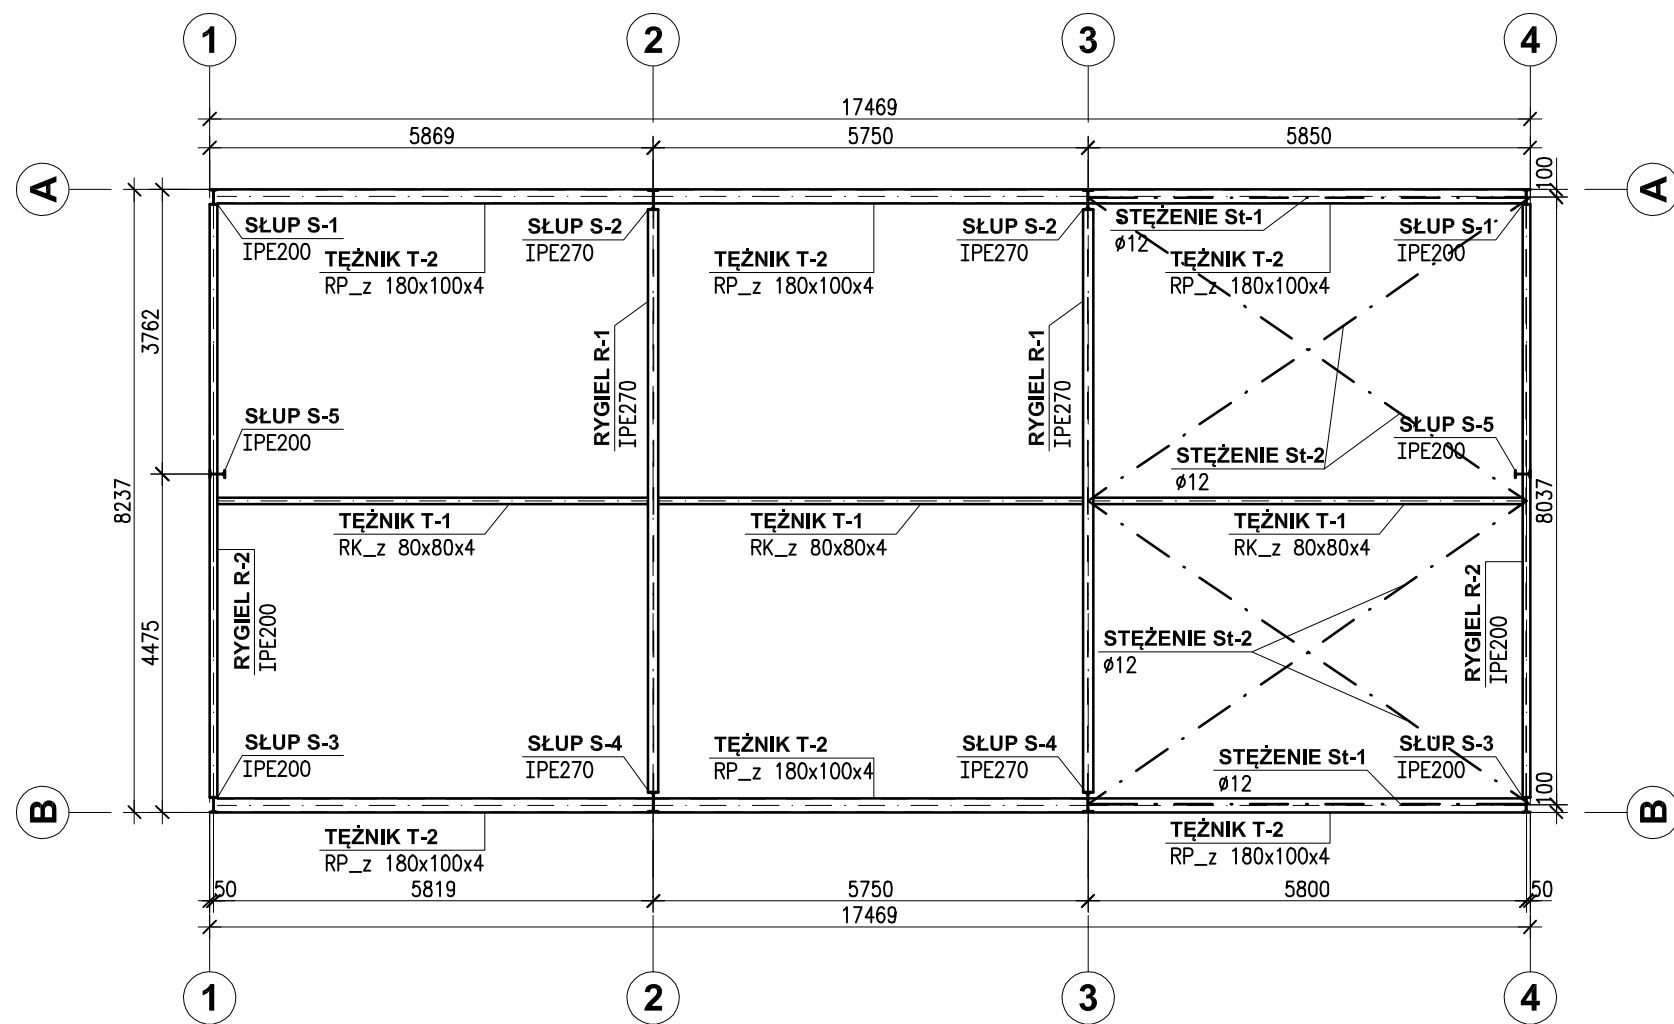 1
2
3
4
17469
5869
5750
5850
A
A
100
SŁUP S-1
IPE200
TĘŻNIK T-2
RP_z 180x100x4
SŁUP S-2
IPE270
TĘŻNIK T-2
RP_z 180x100x4
SŁUP S-2
IPE270
STĘŻENIE St-1
ø12
TĘŻNIK T-2
RP_z 180x100x4
SŁUP S-1
IPE200
3762
RYGIEL R-1
IPE270
RYGIEL R-1
IPE270
SŁUP S-5
IPE200
STĘŻENIE St-2
ø12
SŁUP S-5
IPE200
8237
8037
TĘŻNIK T-1
RK_z 80x80x4
TĘŻNIK T-1
RK_z 80x80x4
TĘŻNIK T-1
RK_z 80x80x4
4475
RYGIEL R-2
IPE200
STĘŻENIE St-2
ø12
RYGIEL R-2
IPE200
SŁUP S-3
IPE200
SŁUP S-4
IPE270
TĘŻNIK T-2
RP_z 180x100x4
SŁUP S-4
IPE270
STĘŻENIE St-1
ø12
SŁUP S-3
IPE200
100
B
B
TĘŻNIK T-2
RP_z 180x100x4
TĘŻNIK T-2
RP_z 180x100x4
50
5819
5750
5800
50
17469
1
2
3
4